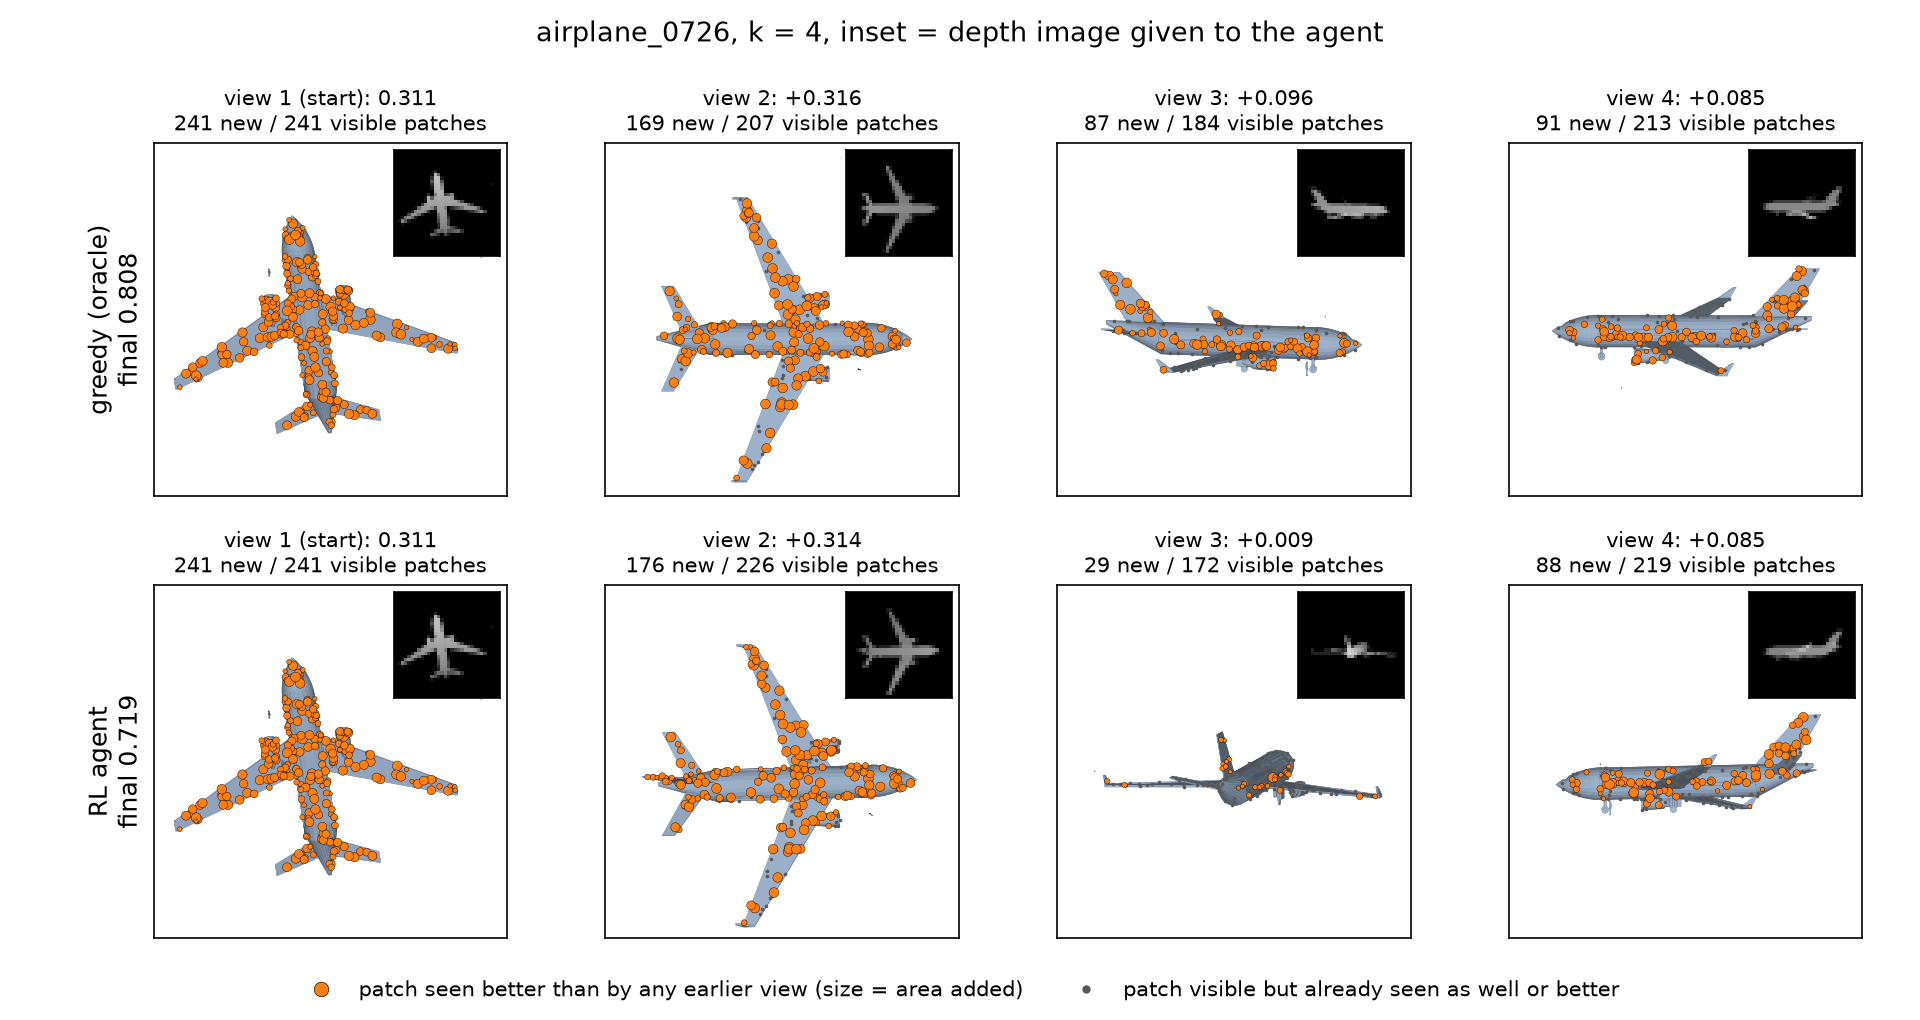 airplane_0726, k = 4, inset = depth image given to the agent
view 1 (start): 0.311
241 new / 241 visible patches
view 2: +0.316
169 new / 207 visible patches
view 3: +0.096
87 new / 184 visible patches
view 4: +0.085
91 new / 213 visible patches
greedy (oracle)
final 0.808
view 1 (start): 0.311
241 new / 241 visible patches
view 2: +0.314
176 new / 226 visible patches
view 3: +0.009
29 new / 172 visible patches
view 4: +0.085
88 new / 219 visible patches
RL agent
final 0.719
patch seen better than by any earlier view (size = area added)
patch visible but already seen as well or better